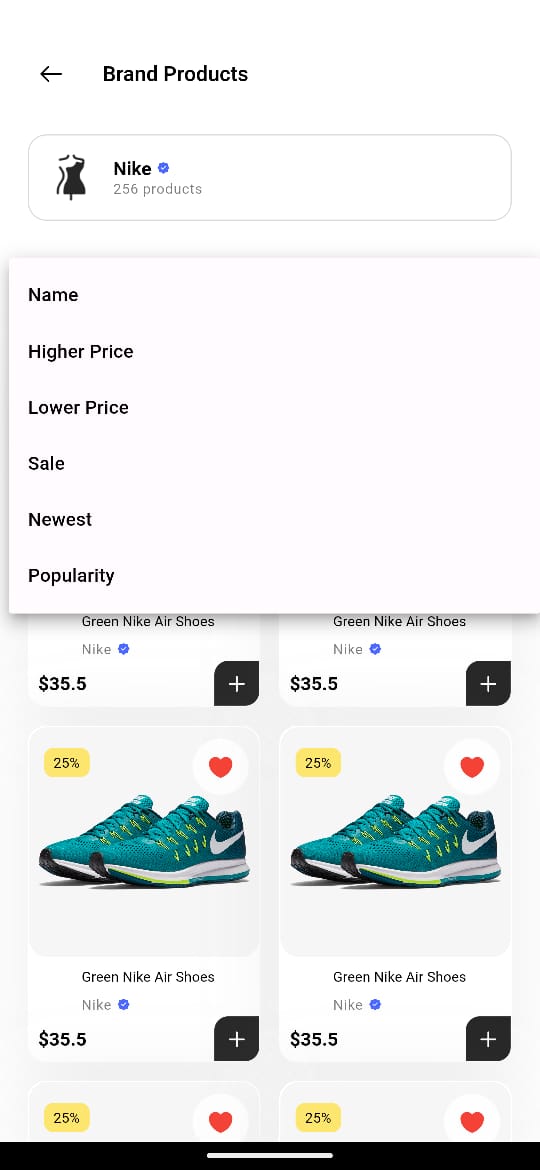 Brand Products
Nike
256 products
Name
Higher Price
Lower Price
Sale
Newest
Popularity
Green Nike Air Shoes Green Nike Air Shoes
Nike Nike
$35.5 + $35.5 +
25% 25%
Green Nike Air Shoes Green Nike Air Shoes
Nike Nike
$35.5 + $35.5 +
25% 25%